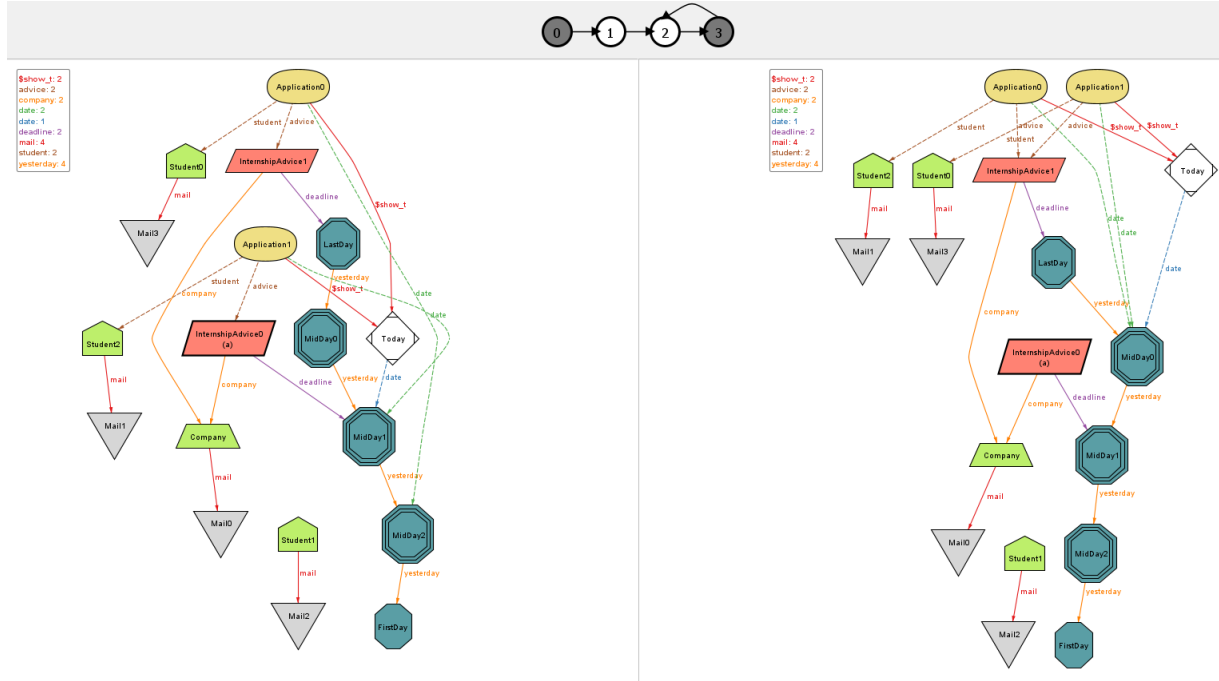 0
1
2
3
$show_t: 2
advice: 2
company: 2
date: 2
date: 1
deadline: 2
mail: 4
student: 2
yesterday: 4
Application0
student
advice
InternshipAdvice1
Student0
mail
deadline
$show_t
Mail3
LastDay
Application1
yesterday
student
company
advice
$show_t
date
date
InternshipAdvice0
(a)
MidDay0
Today
Student2
mail
deadline
company
yesterday
date
Mail1
Company
MidDay1
mail
yesterday
Mail0
Student1
MidDay2
mail
yesterday
Mail2
FirstDay
$show_t: 2
advice: 2
company: 2
date: 2
date: 1
deadline: 2
mail: 4
student: 2
yesterday: 4
Application0
Application1
student
advice
student
advice
$show_t
$show_t
Student2
Student0
InternshipAdvice1
Today
mail
mail
deadline
date
date
Mail1
Mail3
LastDay
date
company
yesterday
InternshipAdvice0
(a)
MidDay0
company
deadline
yesterday
Company
MidDay1
mail
yesterday
Mail0
Student1
MidDay2
mail
yesterday
Mail2
FirstDay